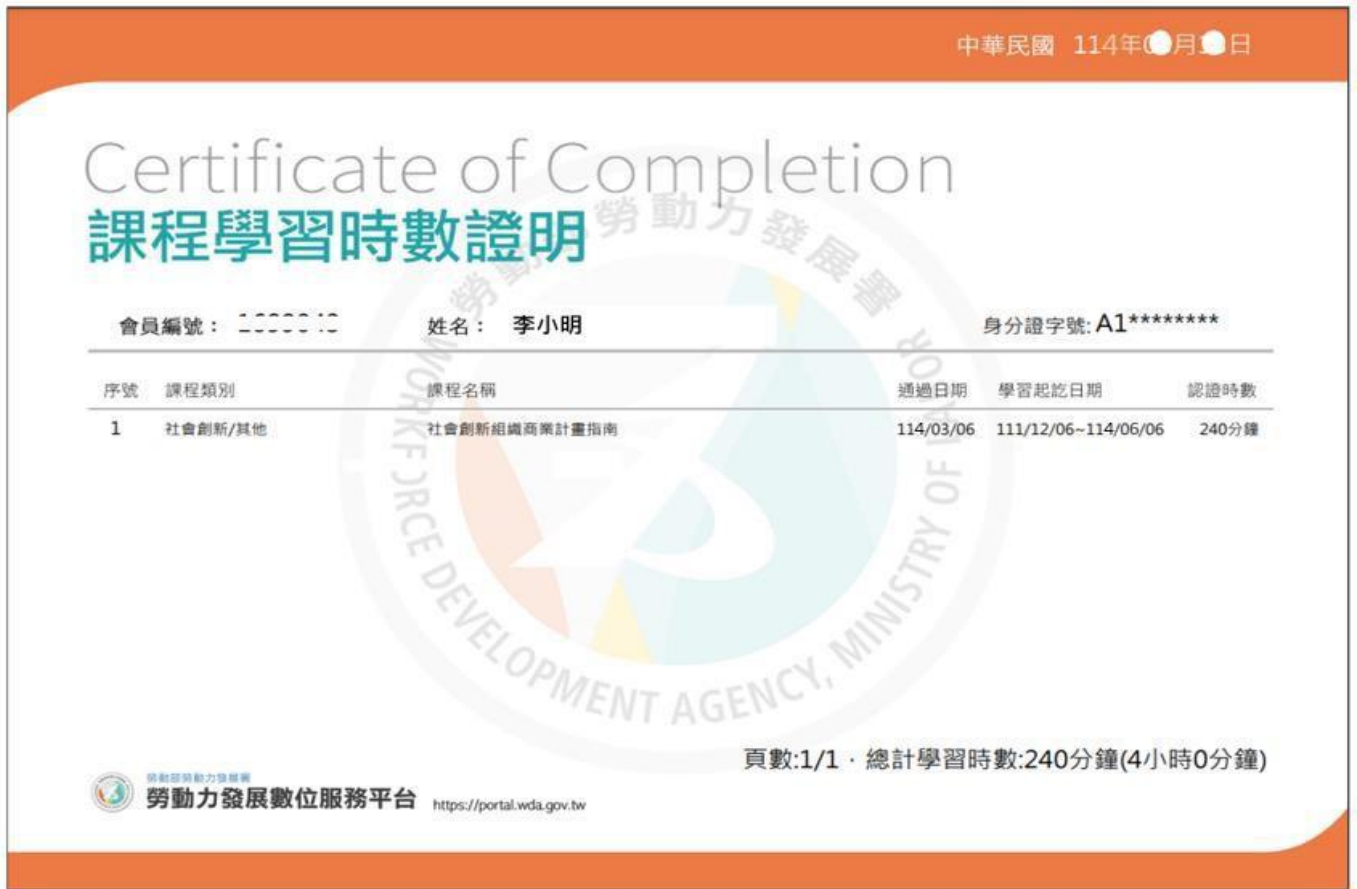 中華民國 114年 月 日
Certificate of Completion
課程學習時數證明
會員編號： 姓名： 李小明 身分證字號: A1********
序號 課程類別 課程名稱 通過日期 學習起訖日期 認證時數
1 社會創新/其他 社會創新組織商業計畫指南 114/03/06 111/12/06~114/06/06 240分鐘
勞動力發展署
WORKFORCE DEVELOPMENT AGENCY, MINISTRY OF
頁數:1/1 · 總計學習時數:240分鐘(4小時0分鐘)
勞動部勞動力發展署
勞動力發展數位服務平台 https://portal.wda.gov.tw